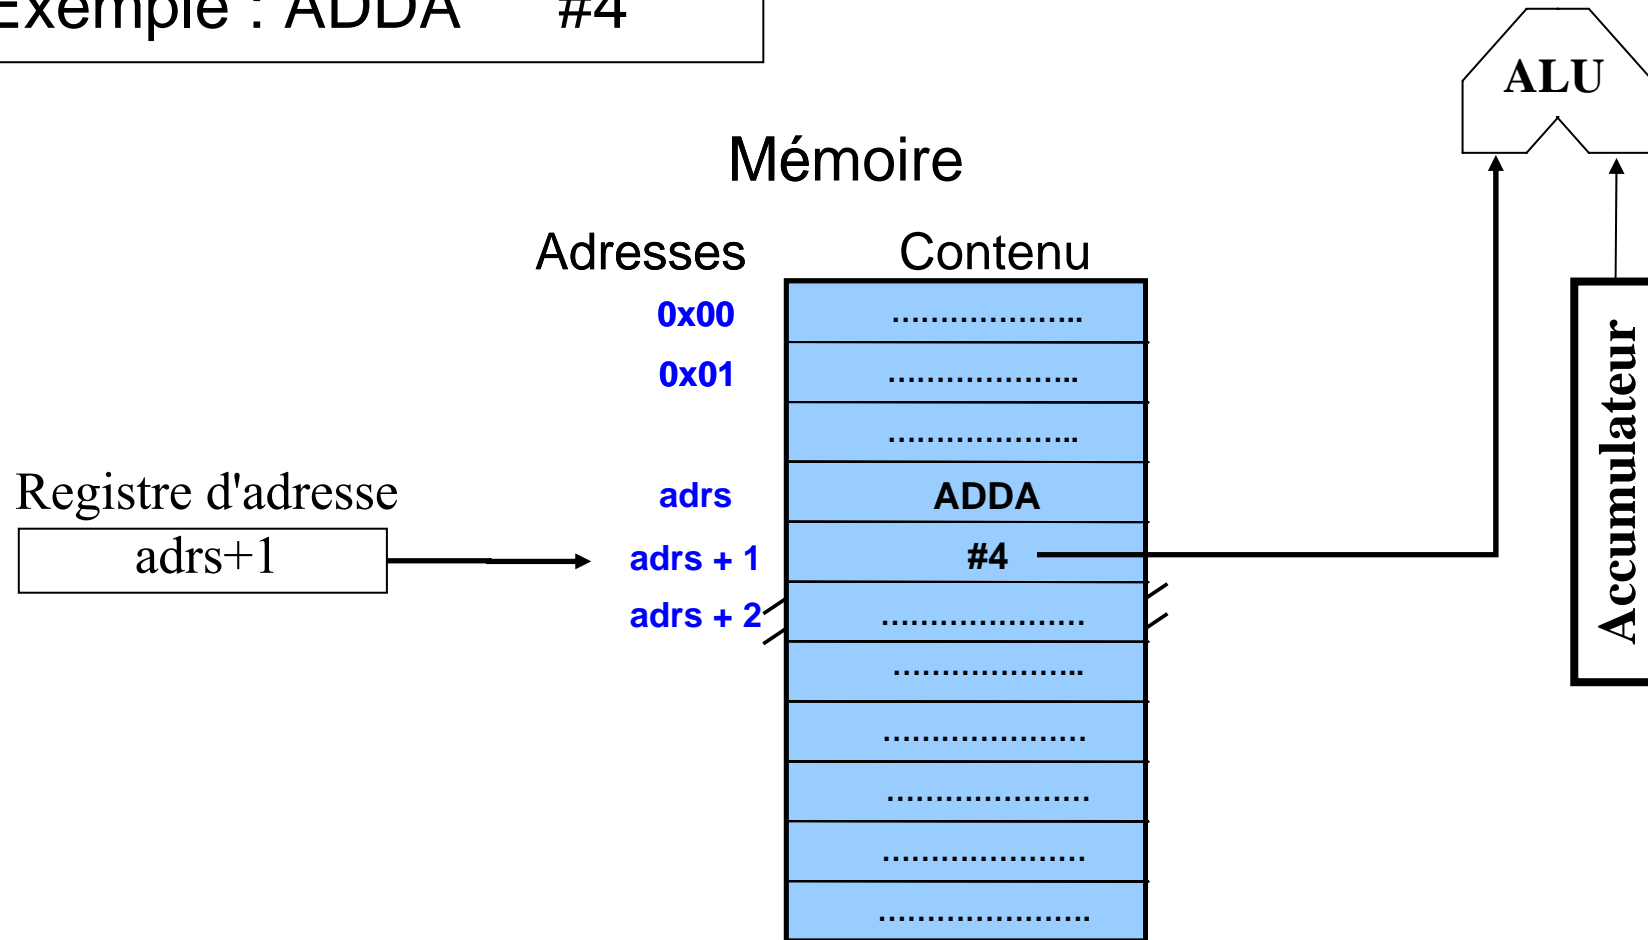 Exemple : ADDA #4
ALU
Mémoire
Adresses Contenu
0x00 ………………..
0x01 ………………..
………………..
Registre d'adresse
adrs ADDA
adrs+1
adrs + 1 #4
adrs + 2 …………………
………………..
…………………
…………………
…………………
………………….
Accumulateur